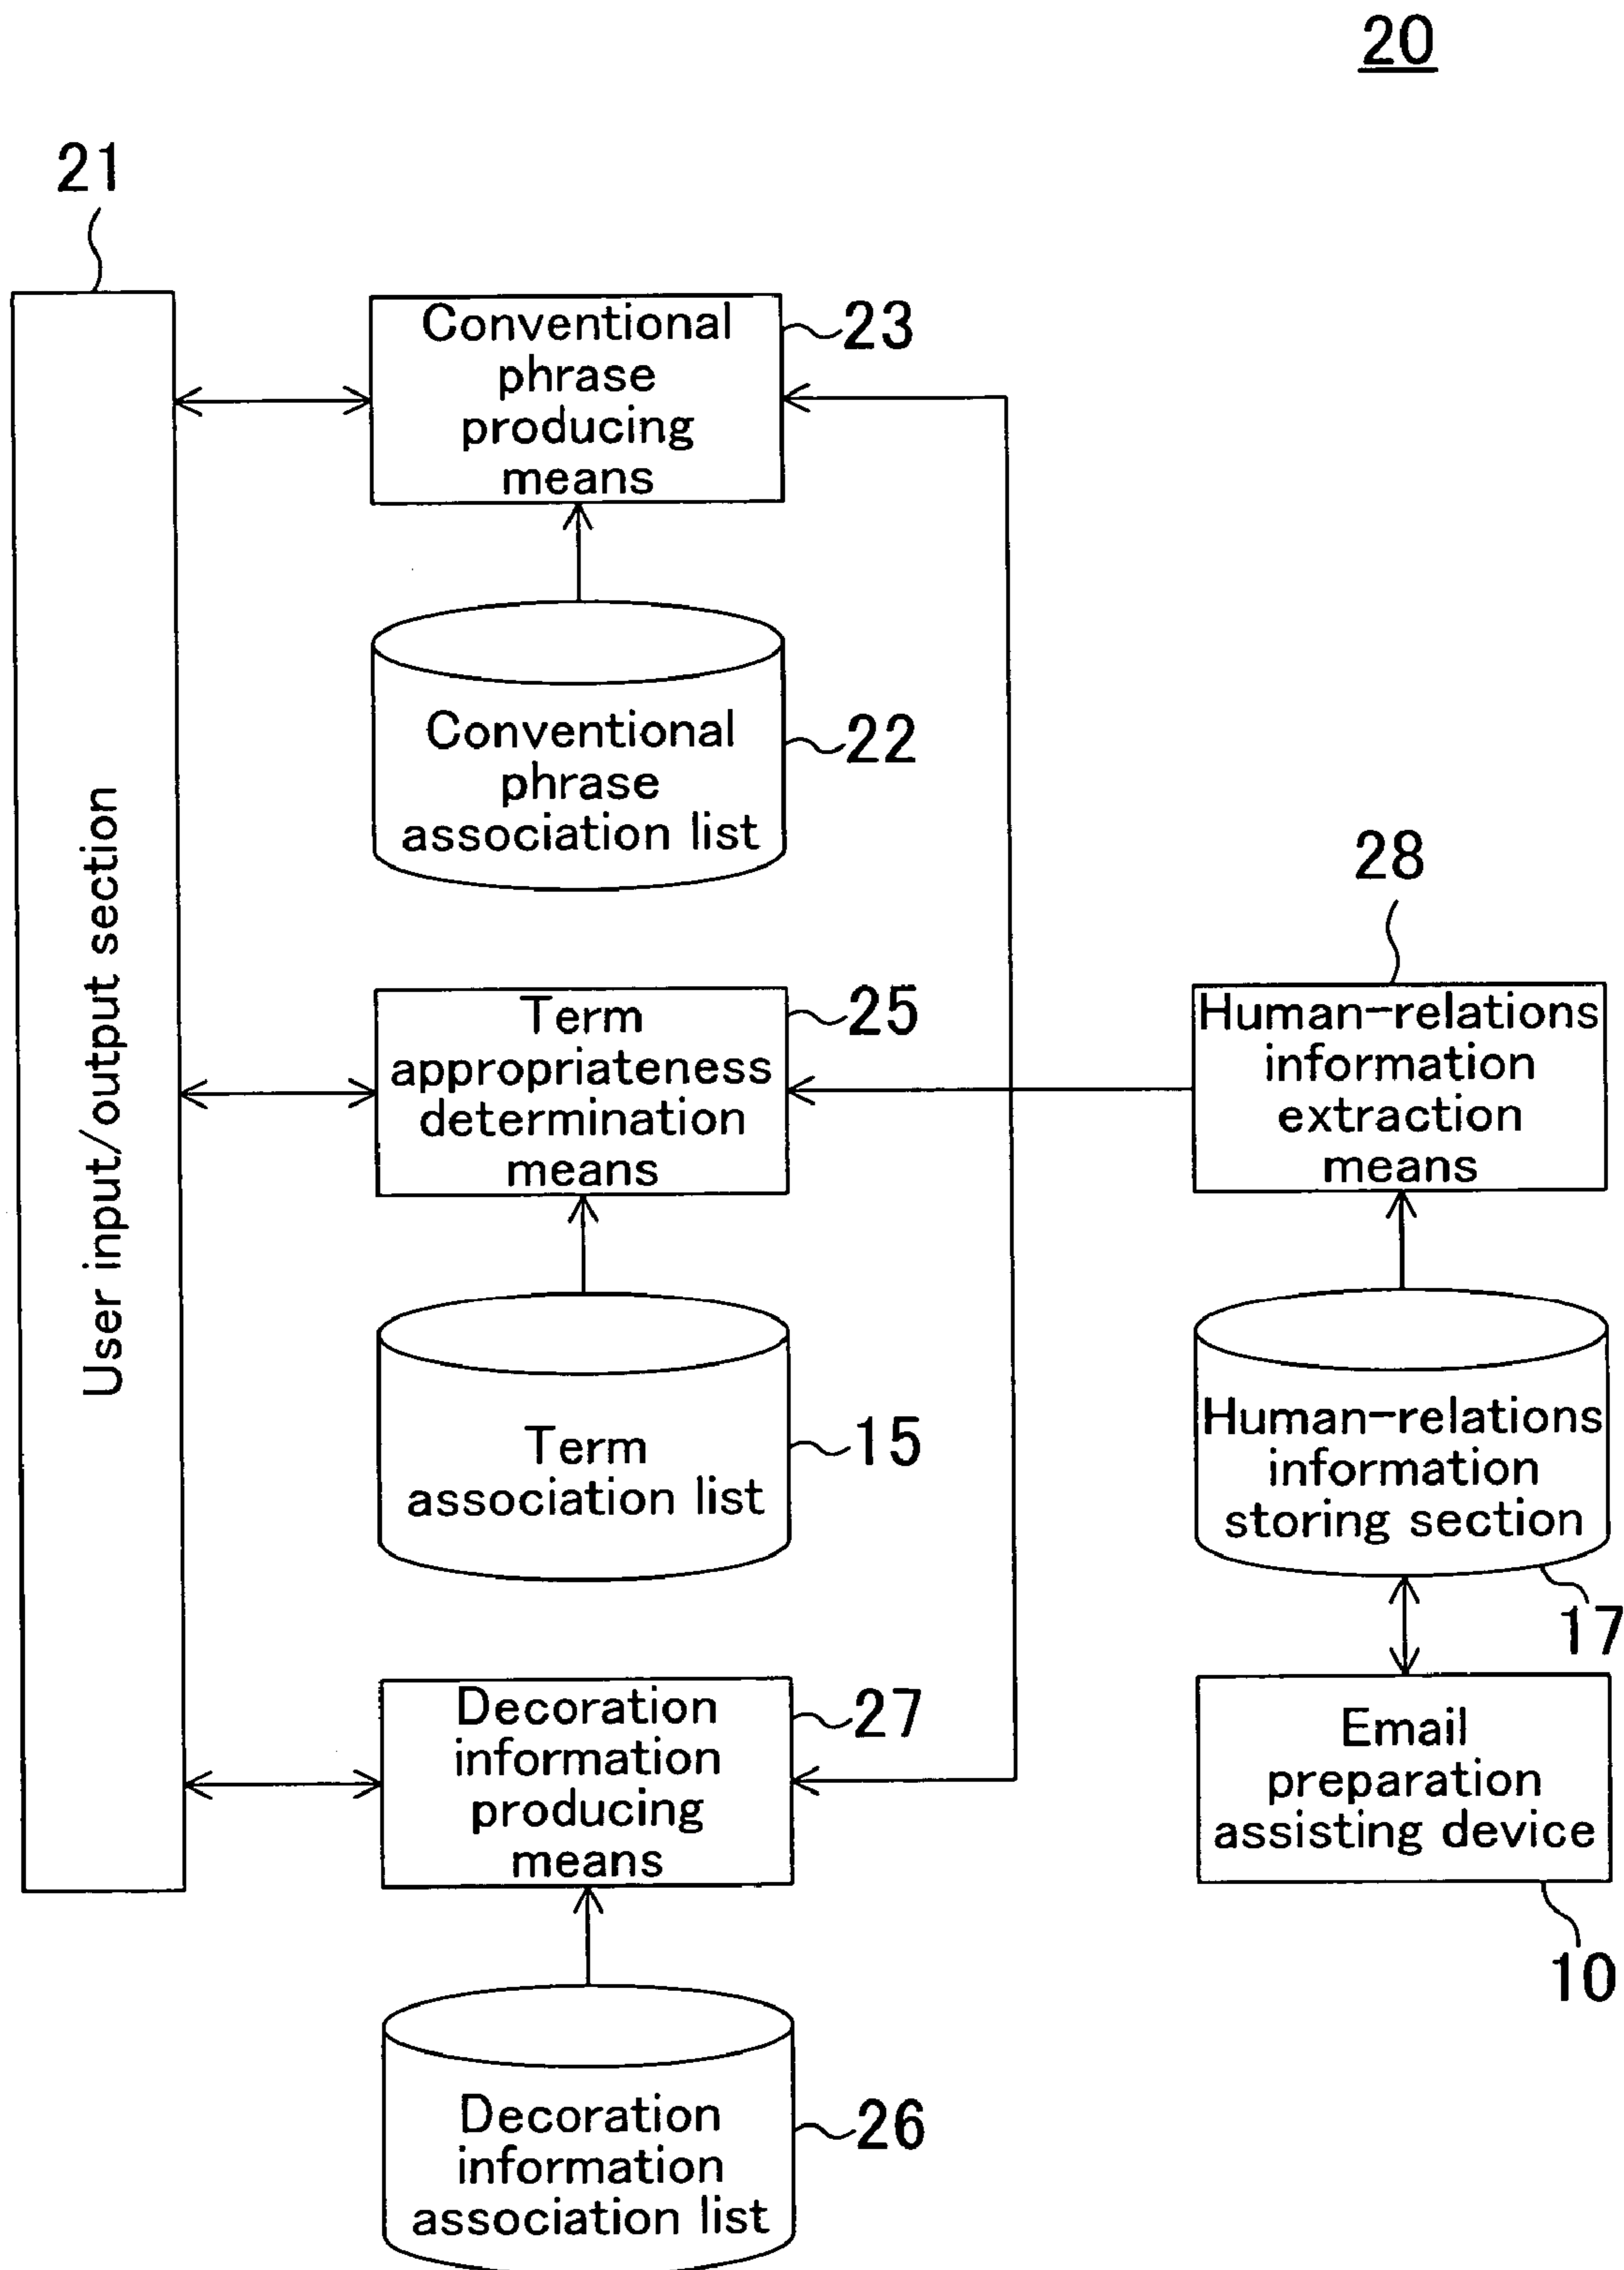 20
21
Conventional
phrase
producing
means
23
Conventional
phrase
association list
22
User input/output section
Term
appropriateness
determination
means
25
Term
association list
15
Decoration
information
producing
means
27
Decoration
information
association list
26
28
Human-relations
information
extraction
means
Human-relations
information
storing section
17
Email
preparation
assisting device
10